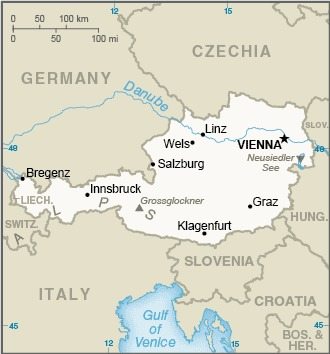 0 50 100 km
0 50 100 mi
12
15
CZECHIA
GERMANY
Danube
SLOV.
Linz
Wels
VIENNA
49
49
Neusiedler
See
Salzburg
Bregenz
Innsbruck
Grossglockner
LIECH.
A L P S
Graz
SWITZ.
Klagenfurt
HUNG.
SLOVENIA
ITALY
CROATIA
Gulf
of
Venice
45
45
BOS. &
HER.
12
15